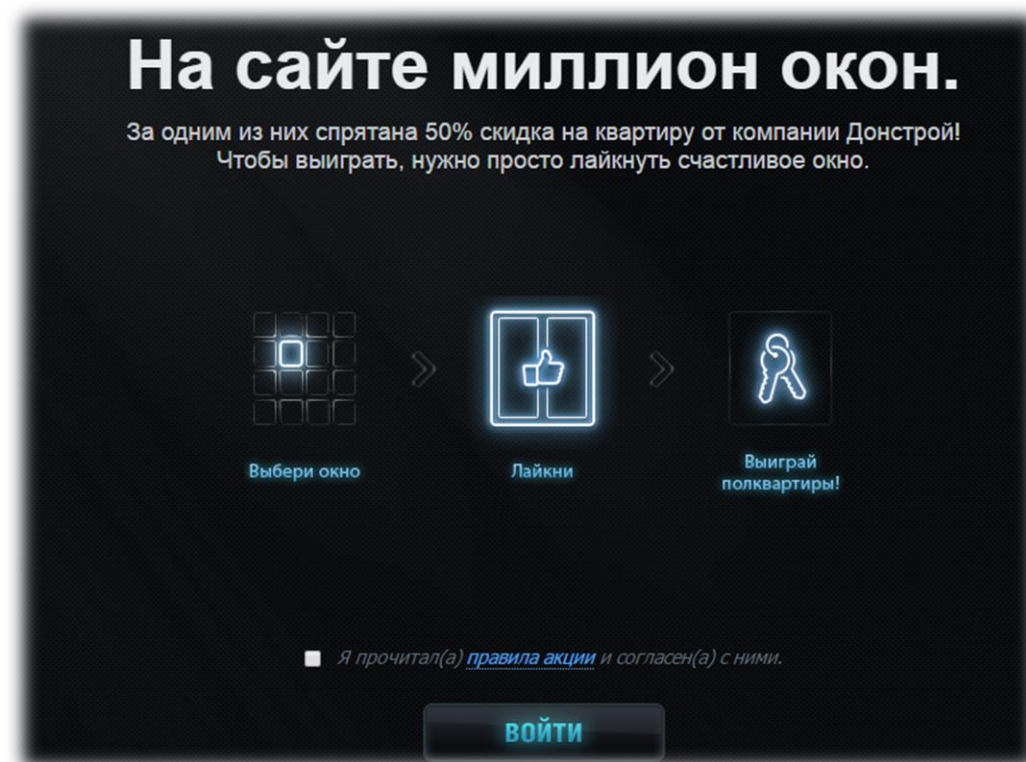 На сайте миллион окон.
За одним из них спрятана 50% скидка на квартиру от компании Донстрой!
Чтобы выиграть, нужно просто лайкнуть счастливое окно.
Выбери окно
Лайкни
Выиграй
полквартиры!
Я прочитал(а) правила акции и согласен(а) с ними.
ВОЙТИ